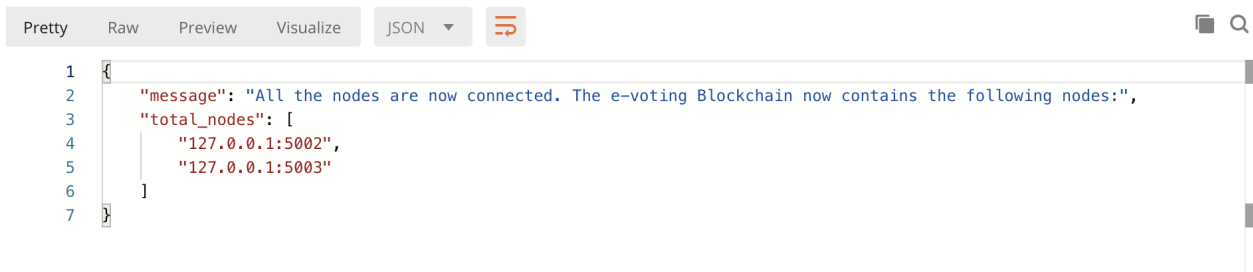 Pretty Raw Preview Visualize JSON
1 {
2 "message": "All the nodes are now connected. The e-voting Blockchain now contains the following nodes:",
3 "total_nodes": [
4 "127.0.0.1:5002",
5 "127.0.0.1:5003"
6 ]
7 }